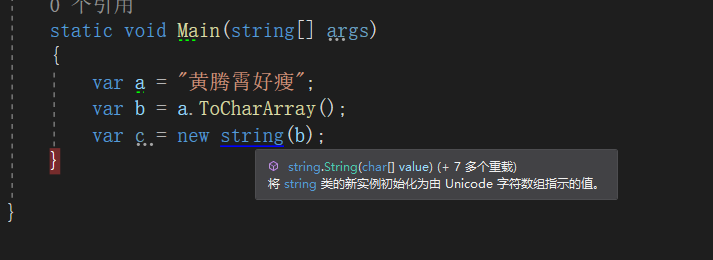 0 个引用
static void Main(string[] args)
{
var a = "黄腾霄好瘦";
var b = a.ToCharArray();
var c = new string(b);
}
string.String(char[] value) (+ 7 多个重载)
将 string 类的新实例初始化为由 Unicode 字符数组指示的值。
}